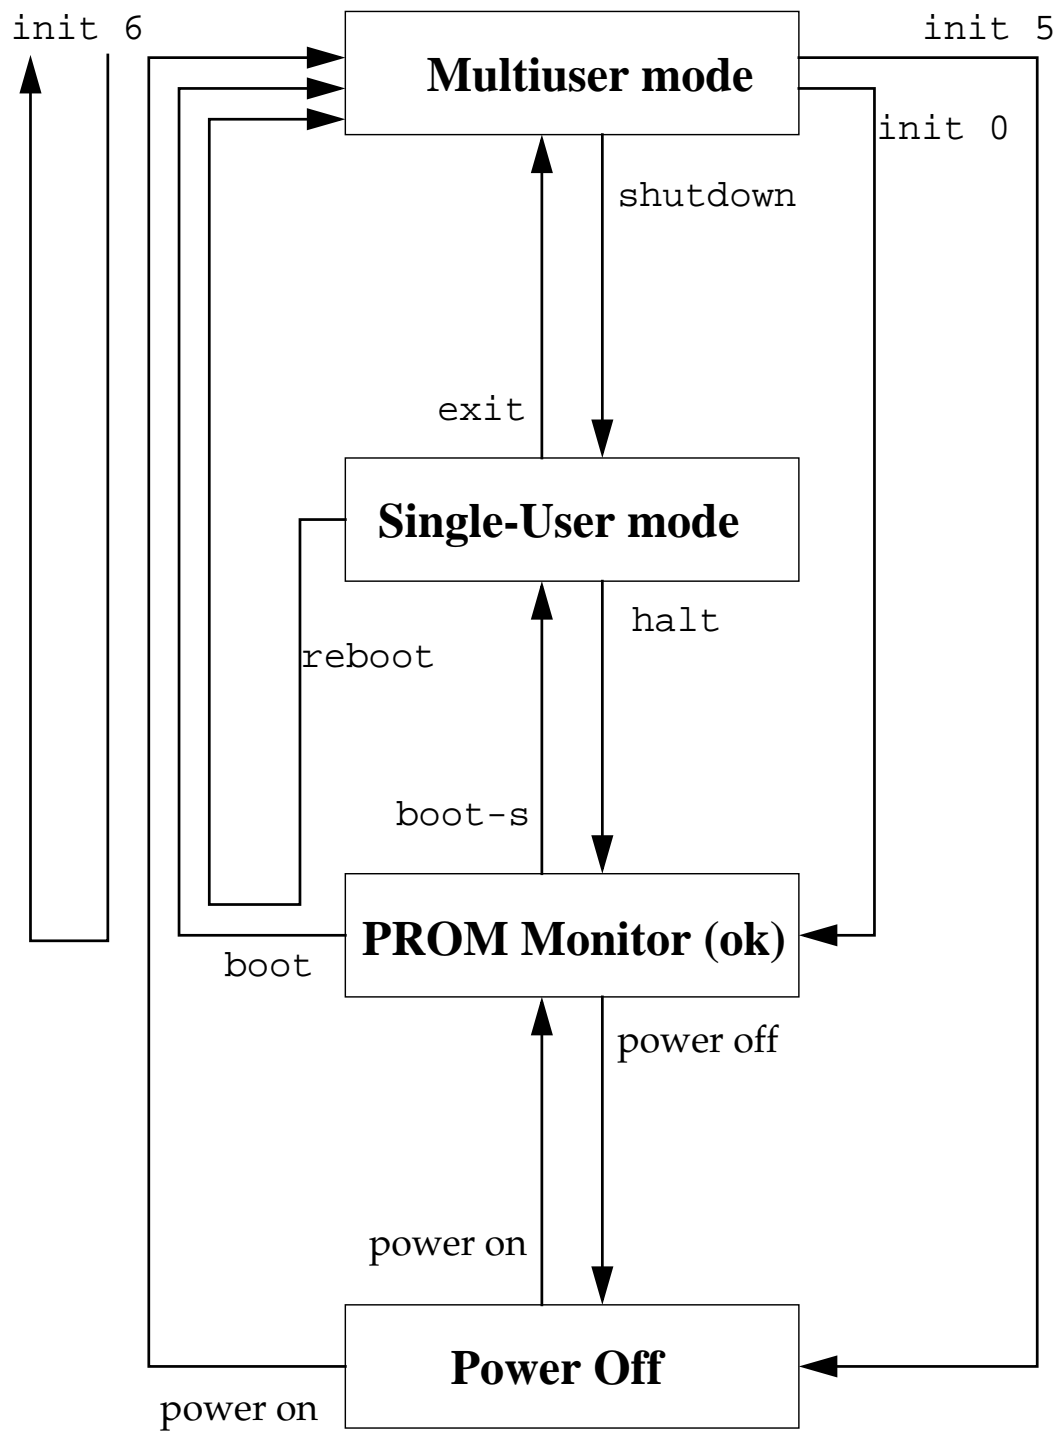 init 6
init 5
Multiuser mode
init 0
shutdown
exit
Single-User mode
halt
reboot
boot-s
PROM Monitor (ok)
boot
power off
power on
Power Off
power on